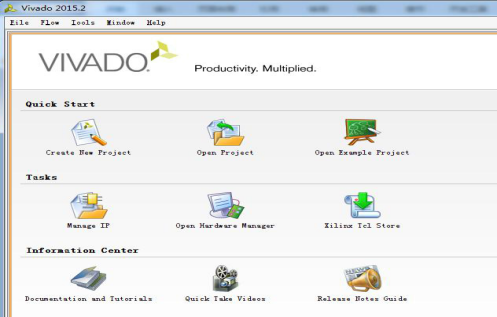 Vivado 2015.2
File Flow Tools Window Help
VIVADO. Productivity. Multiplied.
Quick Start
Create New Project Open Project Open Example Project
Tasks
Manage IP Open Hardware Manager Xilinx Tcl Store
Information Center
Documentation and Tutorials Quick Take Videos Release Notes Guide